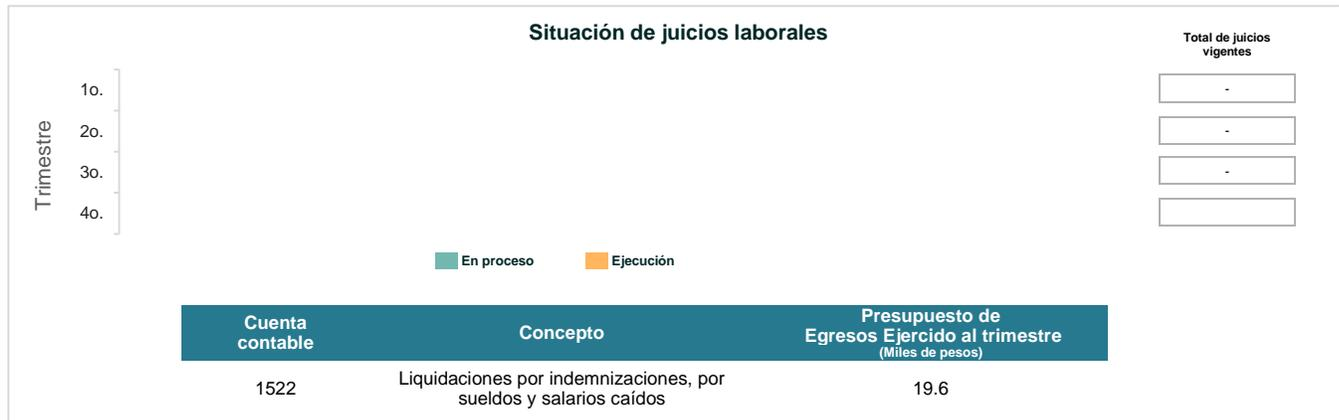 Situación de juicios laborales
Total de juicios
vigentes
Trimestre
1o.
-
2o.
-
3o.
-
4o.
En proceso
Ejecución
Cuenta
contable
Concepto
Presupuesto de
Egresos Ejercido al trimestre
(Miles de pesos)
1522
Liquidaciones por indemnizaciones, por
sueldos y salarios caídos
19.6